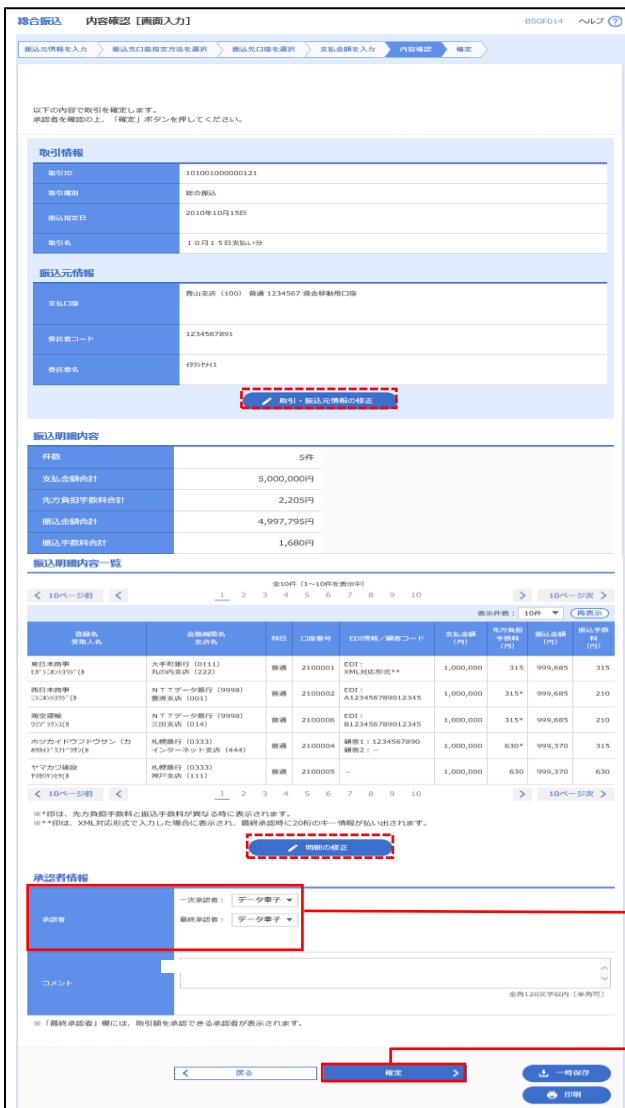 総合振込 内容確認 [画面入力] BSGF014 ヘルプ ?
振込元情報を入力 振込先口座指定方法を選択 振込先口座を選択 支払金額を入力 内容確認 確定
以下の内容で取引を確定します。
承認者を確認の上、「確定」ボタンを押してください。
取引情報
取引ID 101001000000121
取引種別 総合振込
振込指定日 2010年10月15日
取引名 10月15日支払い分
振込元情報
支払口座 青山支店 (100) 普通 1234567 資金移動用口座
委託者コード 1234567891
委託者名
取引・振込元情報の修正
振込明細内容
件数 5件
支払金額合計 5,000,000円
先方負担手数料合計 2,205円
振込金額合計 4,997,795円
振込手数料合計 1,680円
振込明細内容一覧
全10件 (1~10件を表示中)
10ページ前 1 2 3 4 5 6 7 8 9 10 10ページ次
表示件数: 10件 再表示
登録名 受取人名 金融機関名 支店名 科目 口座番号 EDI情報/顧客コード 支払金額 (円) 先方負担手数料 (円) 振込金額 (円) 振込手数料 (円)
東日本商事 大手町銀行 (0111) 丸の内支店 (222) 普通 2100001 EDI: XML対応形式** 1,000,000 315 999,685 315
西日本商事 NTTデータ銀行 (9998) 豊洲支店 (001) 普通 2100002 EDI: A123456789012345 1,000,000 315* 999,685 210
海空運輸 NTTデータ銀行 (9998) 三田支店 (014) 普通 2100006 EDI: B123456789012345 1,000,000 315* 999,685 210
ホツカイドウフドウサン (カ 札幌銀行 (0333) インターネット支店 (444) 普通 2100004 顧客1:1234567890 顧客2:- 1,000,000 630* 999,370 315
ヤマカワ建設 札幌銀行 (0333) 神戸支店 (111) 普通 2100005 - 1,000,000 630 999,370 630
10ページ前 1 2 3 4 5 6 7 8 9 10 10ページ次
※*印は、先方負担手数料と振込手数料が異なる時に表示されます。
※**印は、XML対応形式で入力した場合に表示され、最終承認時に20桁のキー情報が払い出されます。
明細の修正
承認者情報
承認者 一次承認者: データ幸子
最終承認者: データ幸子
コメント
全角120文字以内 [半角可]
※「最終承認者」欄には、取引額を承認できる承認者が表示されます。
戻る 確定 一時保存
印刷